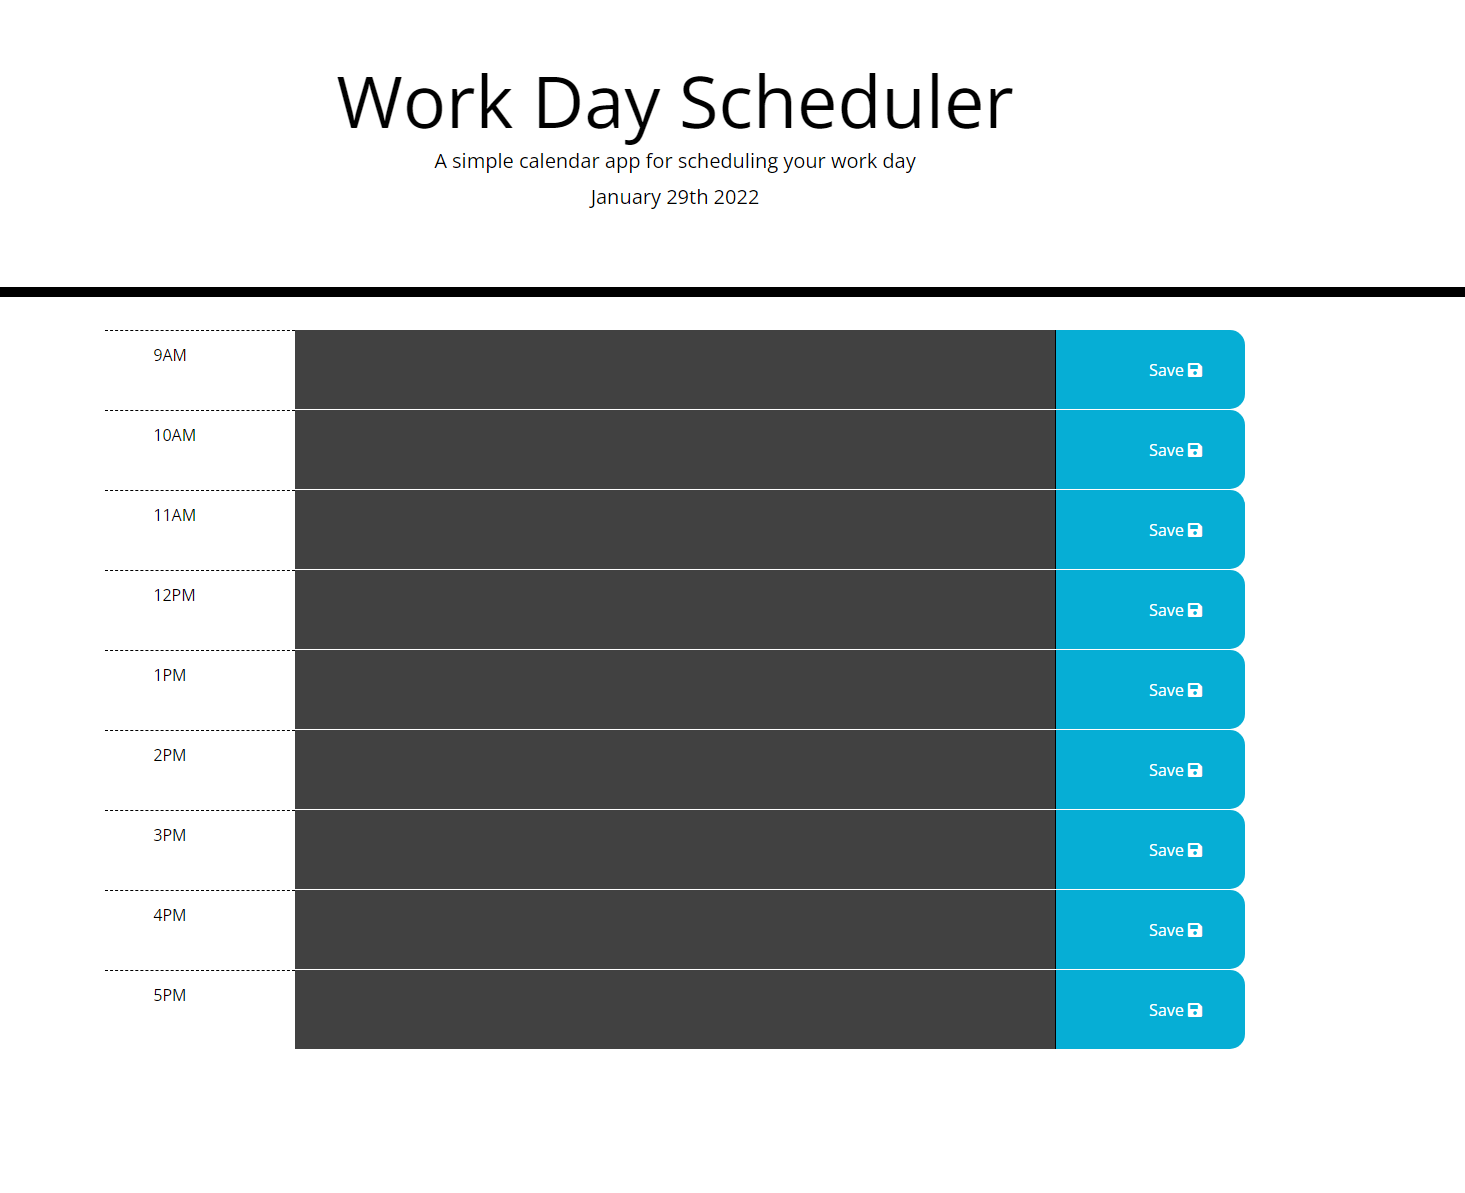 Work Day Scheduler
A simple calendar app for scheduling your work day
January 29th 2022
9AM
Save
10AM
Save
11AM
Save
12PM
Save
1PM
Save
2PM
Save
3PM
Save
4PM
Save
5PM
Save